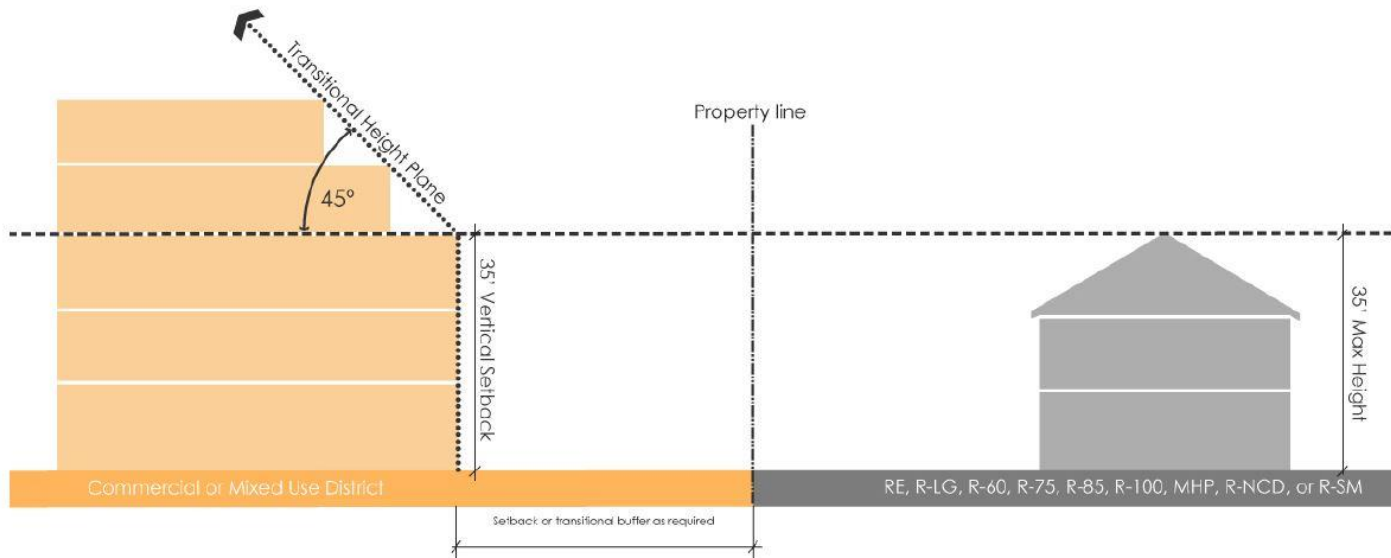 Transitional Height Plane
Property line
45º
35' Vertical Setback
35' Max Height
Commercial or Mixed Use District
RE, R-LG, R-60, R-75, R-85, R-100, MHP, R-NCD, or R-SM
Setback or transitional buffer as required